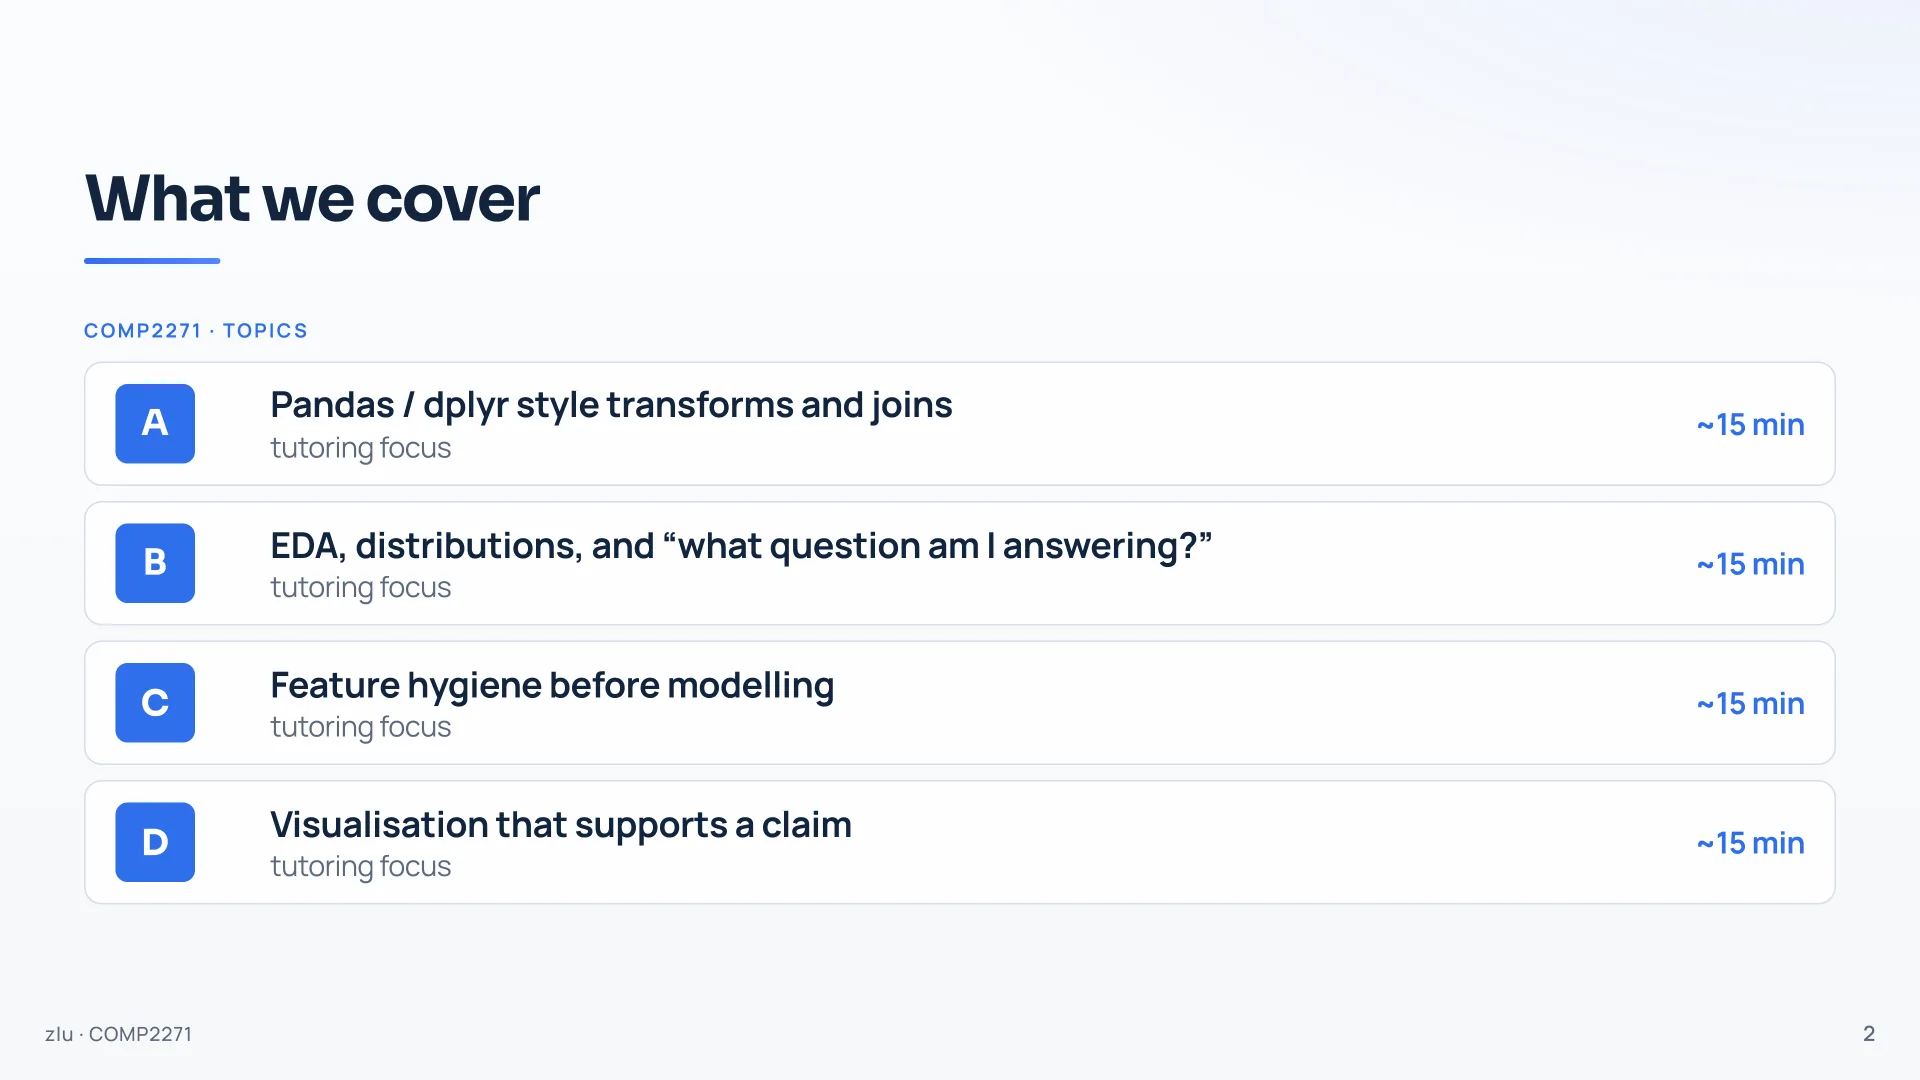 What we cover
COMP2271 · TOPICS
A
Pandas / dplyr style transforms and joins
tutoring focus
~15 min
B
EDA, distributions, and “what question am I answering?”
tutoring focus
~15 min
C
Feature hygiene before modelling
tutoring focus
~15 min
D
Visualisation that supports a claim
tutoring focus
~15 min
zlu · COMP2271
2